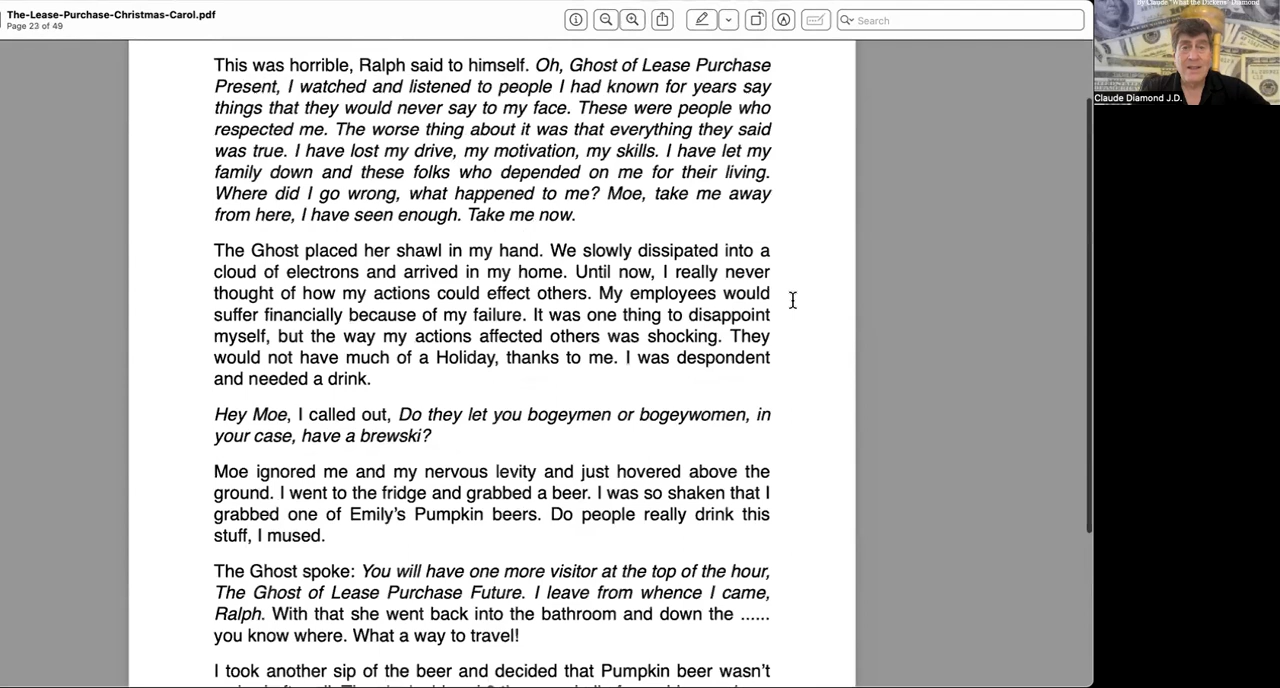 The-Lease-Purchase-Christmas-Carol.pdf
Page 23 of 49
Search
By Claude "What the Dickens" Diamond
Claude Diamond J.D.
This was horrible, Ralph said to himself. Oh, Ghost of Lease Purchase
Present, I watched and listened to people I had known for years say
things that they would never say to my face. These were people who
respected me. The worse thing about it was that everything they said
was true. I have lost my drive, my motivation, my skills. I have let my
family down and these folks who depended on me for their living.
Where did I go wrong, what happened to me? Moe, take me away
from here, I have seen enough. Take me now.
The Ghost placed her shawl in my hand. We slowly dissipated into a
cloud of electrons and arrived in my home. Until now, I really never
thought of how my actions could effect others. My employees would
suffer financially because of my failure. It was one thing to disappoint
myself, but the way my actions affected others was shocking. They
would not have much of a Holiday, thanks to me. I was despondent
and needed a drink.
Hey Moe, I called out, Do they let you bogeymen or bogeywomen, in
your case, have a brewski?
Moe ignored me and my nervous levity and just hovered above the
ground. I went to the fridge and grabbed a beer. I was so shaken that I
grabbed one of Emily's Pumpkin beers. Do people really drink this
stuff, I mused.
The Ghost spoke: You will have one more visitor at the top of the hour,
The Ghost of Lease Purchase Future. I leave from whence I came,
Ralph. With that she went back into the bathroom and down the ......
you know where. What a way to travel!
I took another sip of the beer and decided that Pumpkin beer wasn't